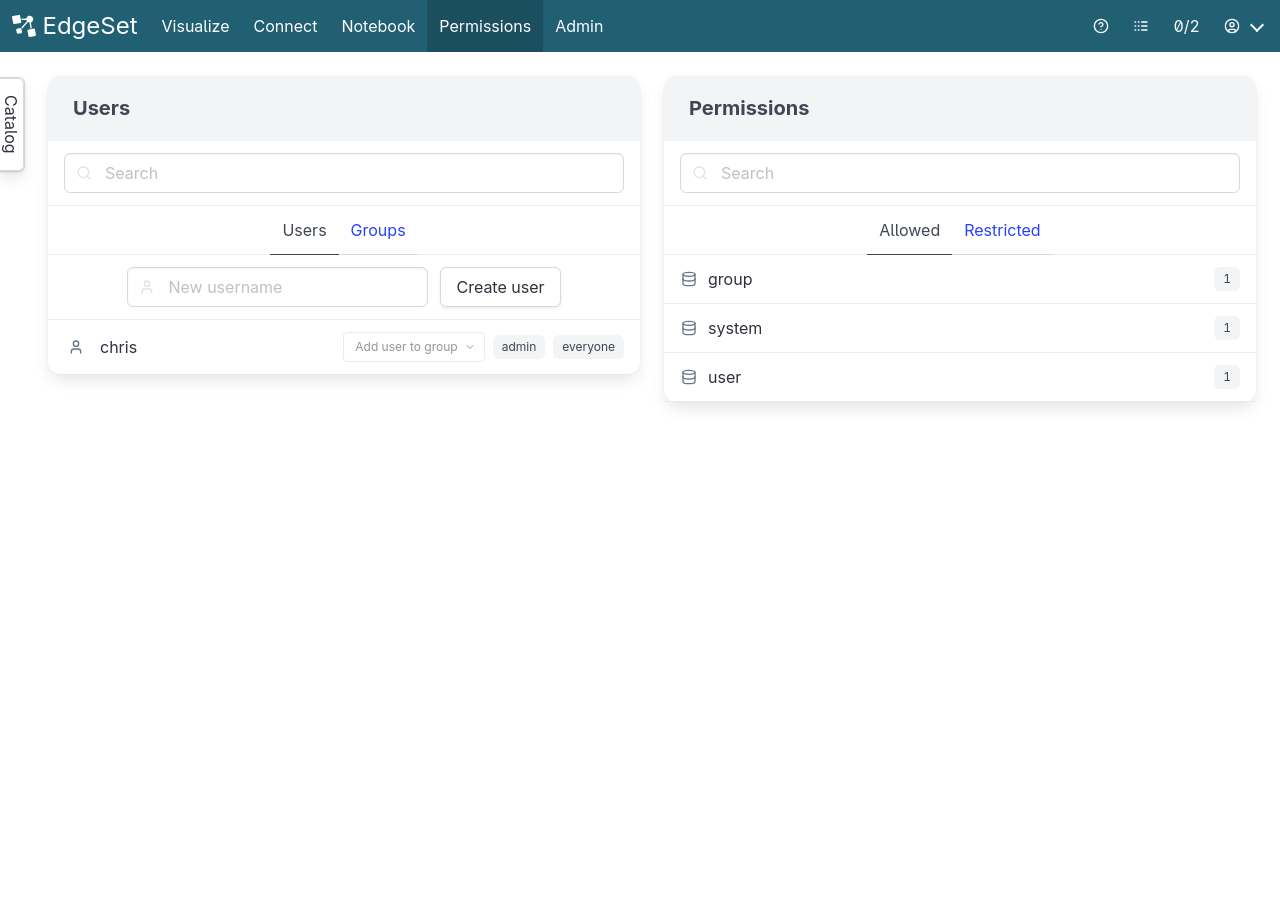 EdgeSet Visualize Connect Notebook Permissions Admin 0/2
Catalog
Users
Search
Users Groups
New username Create user
chris Add user to group admin everyone
Permissions
Search
Allowed Restricted
group 1
system 1
user 1